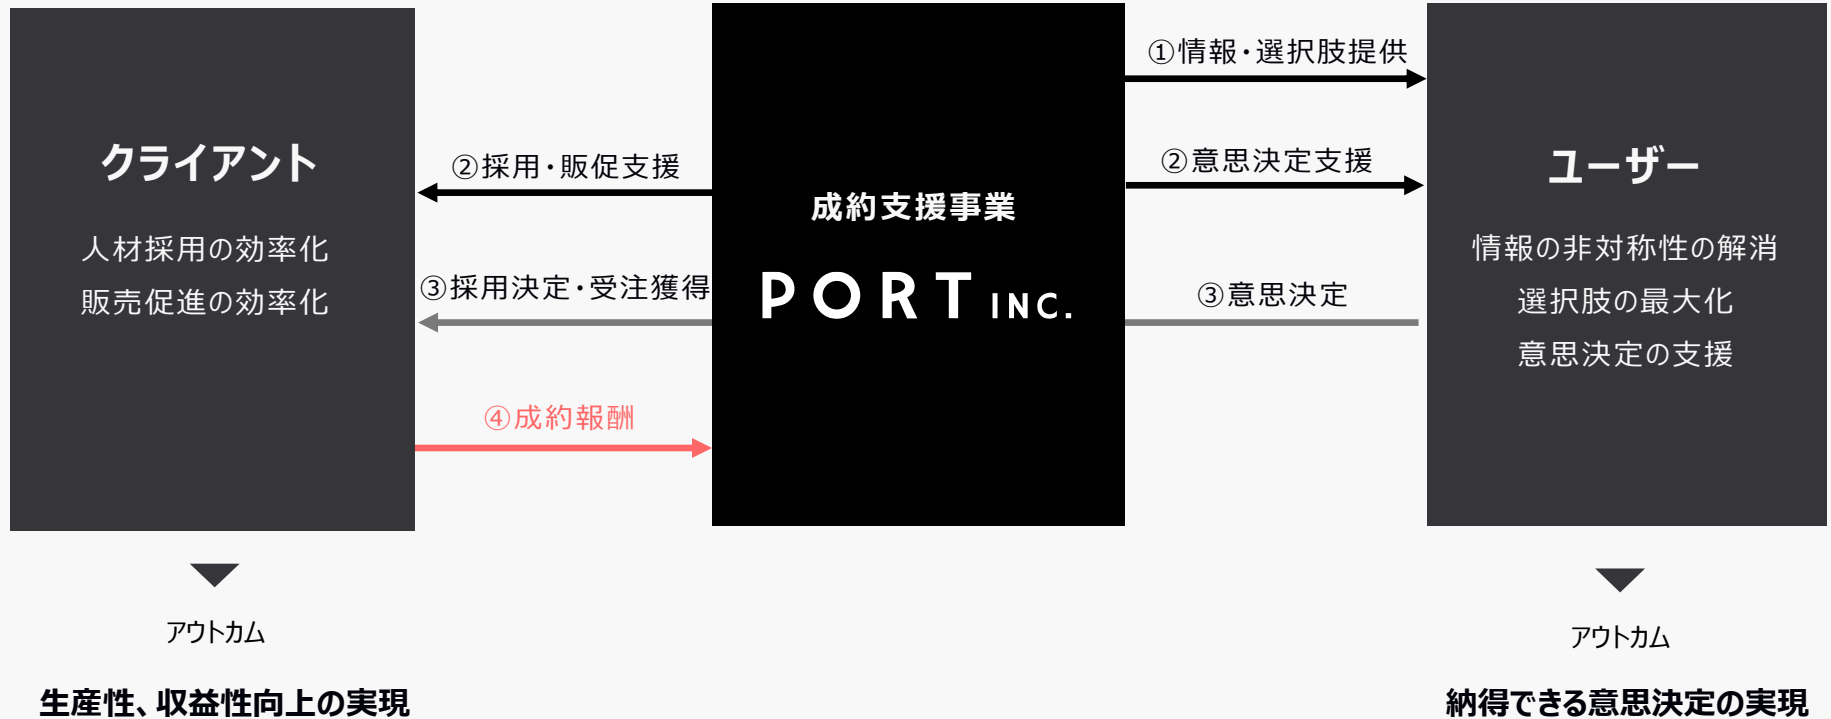 クライアント
人材採用の効率化
販売促進の効率化
②採用・販促支援
③採用決定・受注獲得
④成約報酬
成約支援事業
PORT INC.
①情報・選択肢提供
②意思決定支援
③意思決定
ユーザー
情報の非対称性の解消
選択肢の最大化
意思決定の支援
アウトカム
生産性、収益性向上の実現
アウトカム
納得できる意思決定の実現